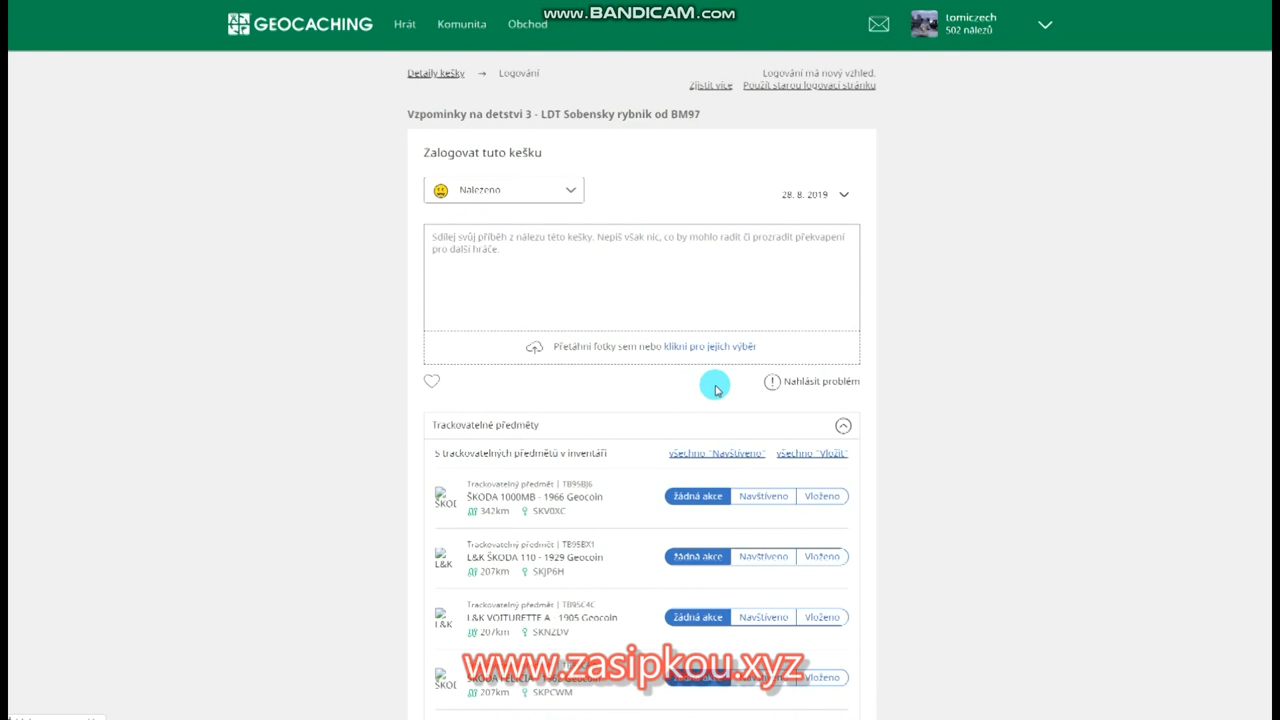 www.BANDICAM.com
GEOCACHING
Hrát
Komunita
Obchod
tomiczech
502 nálezů
Detaily kešky → Logování
Logování má nový vzhled.
Zjistit více
Použít starou logovací stránku
Vzpominky na detstvi 3 - LDT Sobensky rybnik od BM97
Zalogovat tuto kešku
Nalezeno
28. 8. 2019
Sdílej svůj příběh z nálezu této kešky. Nepiš však nic, co by mohlo radit či prozradit překvapení
pro další hráče.
Přetáhni fotky sem nebo klikni pro jejich výběr
Nahlásit problém
Trackovatelné předměty
5 trackovatelných předmětů v inventáři
všechno "Navštíveno"
všechno "Vložit"
Trackovatelný předmět | TB95BJ6
ŠKOD
ŠKODA 1000MB - 1966 Geocoin
žádná akce
Navštíveno
Vloženo
342km
SKV0XC
Trackovatelný předmět | TB95BX1
L&K
L&K ŠKODA 110 - 1929 Geocoin
žádná akce
Navštíveno
Vloženo
207km
SKJP6H
Trackovatelný předmět | TB95C4C
L&K
L&K VOITURETTE A - 1905 Geocoin
žádná akce
Navštíveno
Vloženo
207km
SKNZDV
www.zasipkou.xyz
ŠKOD
žádná akce
Vloženo
207km
SKPCWM